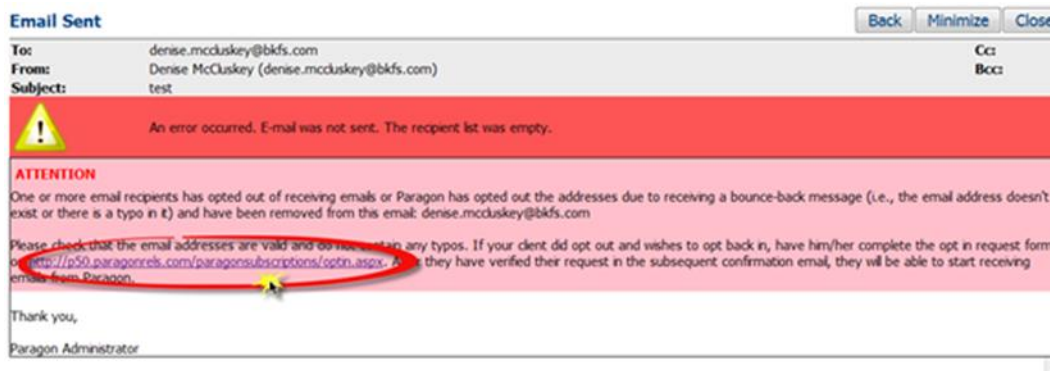 Email Sent Back Minimize Close
To: denise.mccluskey@bkfs.com Cc:
From: Denise McCluskey (denise.mccluskey@bkfs.com) Bcc:
Subject: test
An error occurred. E-mail was not sent. The recipient list was empty.
ATTENTION
One or more email recipients has opted out of receiving emails or Paragon has opted out the addresses due to receiving a bounce-back message (i.e., the email address doesn't
exist or there is a typo in it) and have been removed from this email: denise.mccluskey@bkfs.com
Please check that the email addresses are valid and do not contain any typos. If your client did opt out and wishes to opt back in, have him/her complete the opt in request form
on http://p50.paragonrels.com/paragonsubscriptions/optin.aspx. After they have verified their request in the subsequent confirmation email, they will be able to start receiving
emails from Paragon.
Thank you,
Paragon Administrator